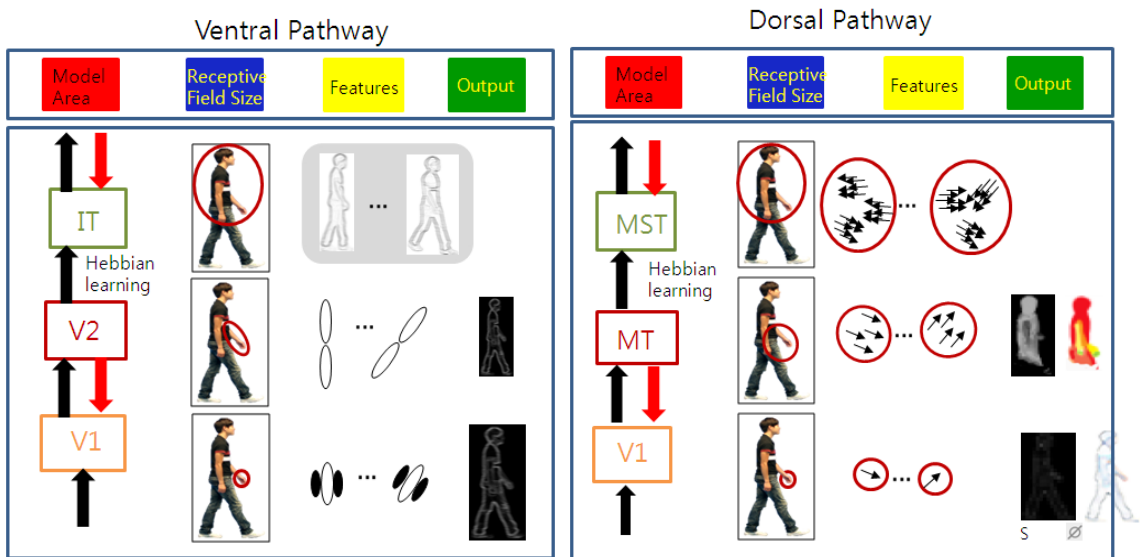 Ventral Pathway
Model
Area
Receptive
Field Size
Features
Output
IT
Hebbian
learning
...
V2
...
V1
...
Dorsal Pathway
Model
Area
Receptive
Field Size
Features
Output
MST
Hebbian
learning
...
MT
...
V1
...
S
ø